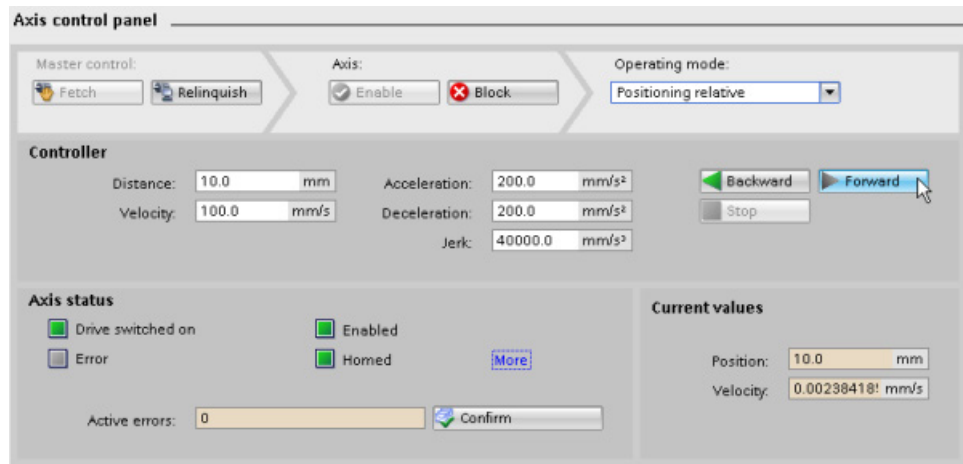 Axis control panel
Master control:
Fetch
Relinquish
Axis:
Enable
Block
Operating mode:
Positioning relative
Controller
Distance: 10.0 mm
Velocity: 100.0 mm/s
Acceleration: 200.0 mm/s²
Deceleration: 200.0 mm/s²
Jerk: 40000.0 mm/s³
Backward
Forward
Stop
Axis status
Drive switched on
Enabled
Error
Homed
More
Active errors: 0
Confirm
Current values
Position: 10.0 mm
Velocity: 0.00238418 mm/s